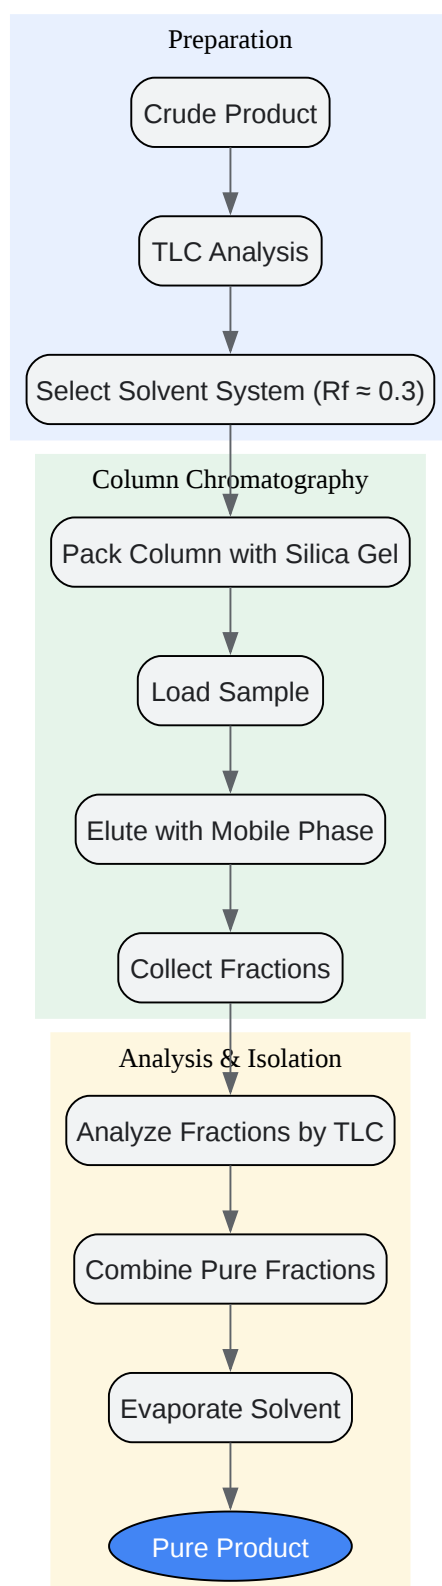 Preparation
Crude Product
TLC Analysis
Select Solvent System (Rf ≈ 0.3)
Column Chromatography
Pack Column with Silica Gel
Load Sample
Elute with Mobile Phase
Collect Fractions
Analysis & Isolation
Analyze Fractions by TLC
Combine Pure Fractions
Evaporate Solvent
Pure Product